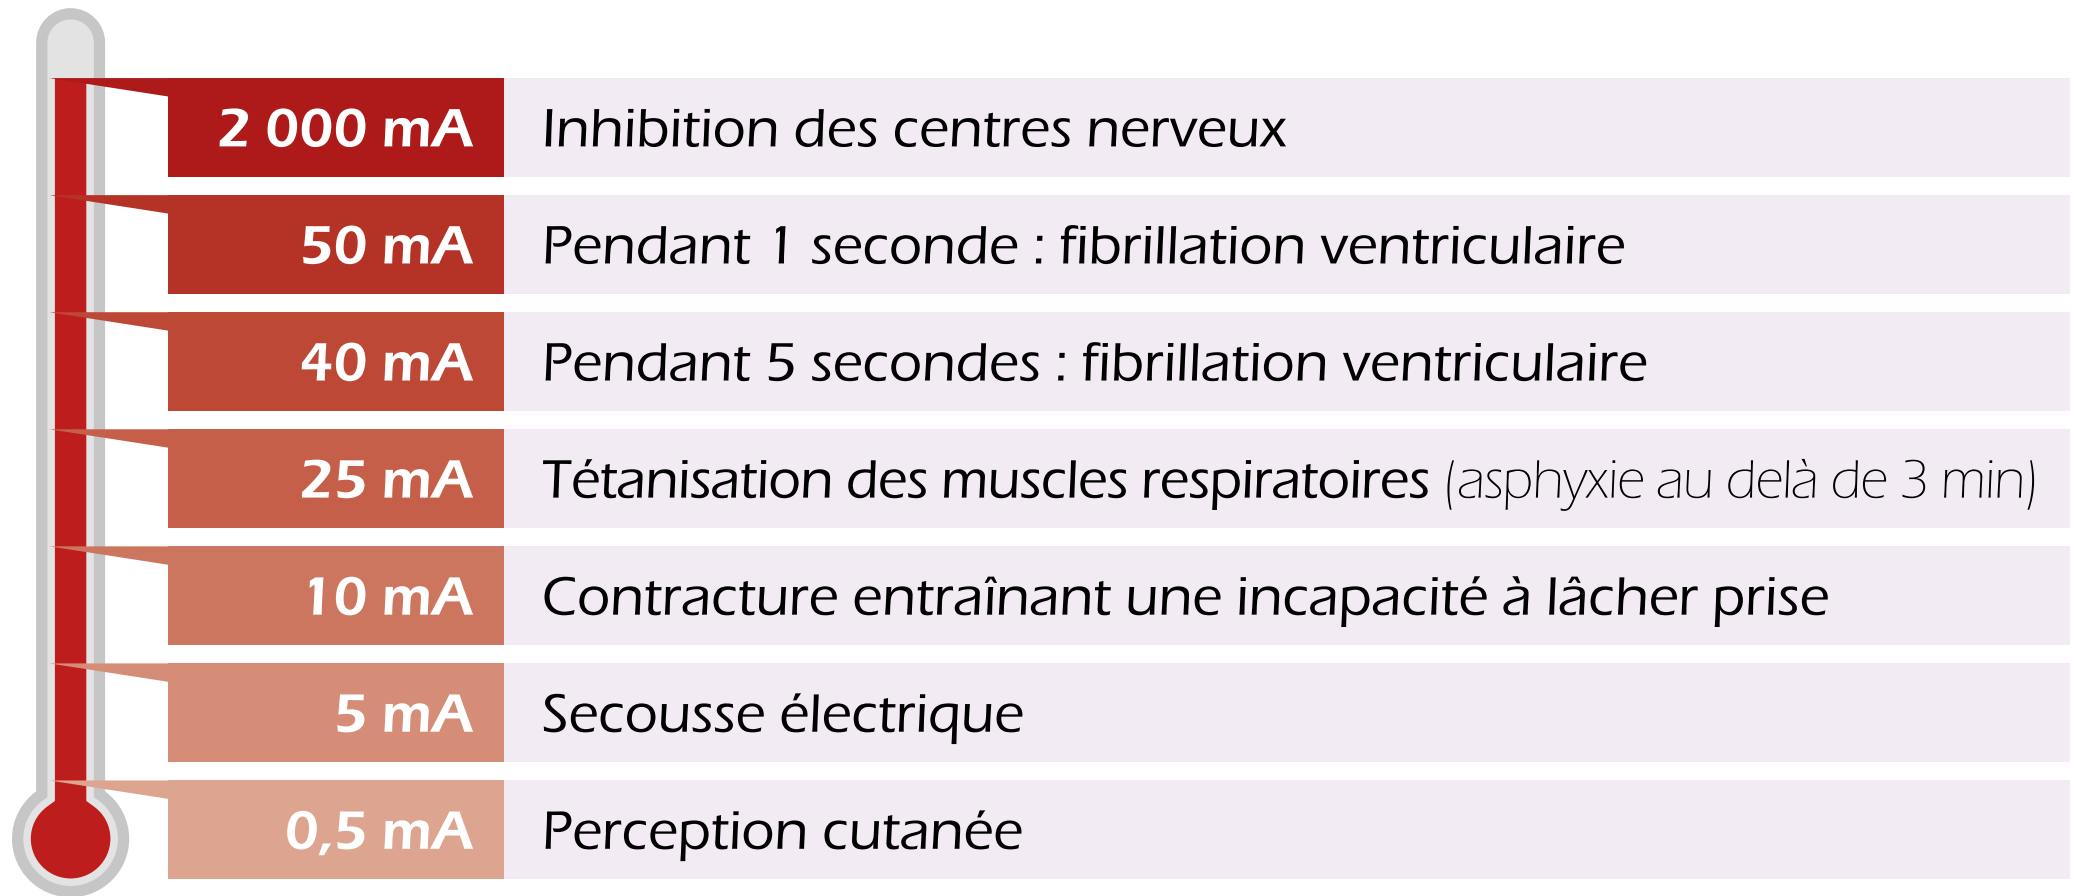 2 000 mA Inhibition des centres nerveux
50 mA Pendant 1 seconde : fibrillation ventriculaire
40 mA Pendant 5 secondes : fibrillation ventriculaire
25 mA Tétanisation des muscles respiratoires (asphyxie au delà de 3 min)
10 mA Contracture entraînant une incapacité à lâcher prise
5 mA Secousse électrique
0,5 mA Perception cutanée